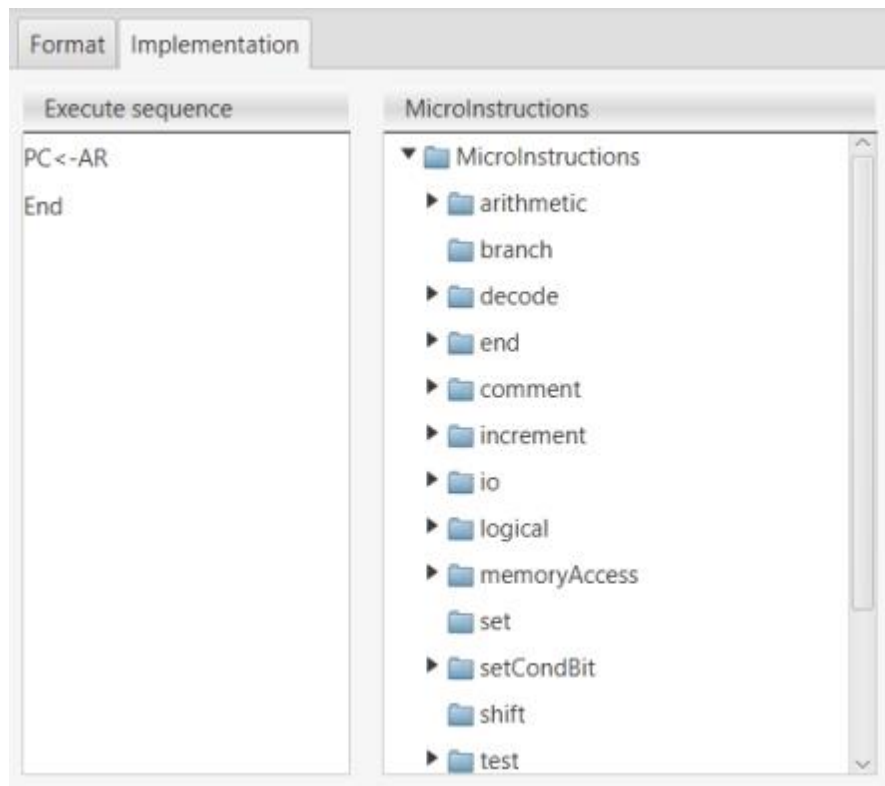 Format
Implementation
Execute sequence
PC<-AR
End
MicroInstructions
MicroInstructions
arithmetic
branch
decode
end
comment
increment
io
logical
memoryAccess
set
setCondBit
shift
test